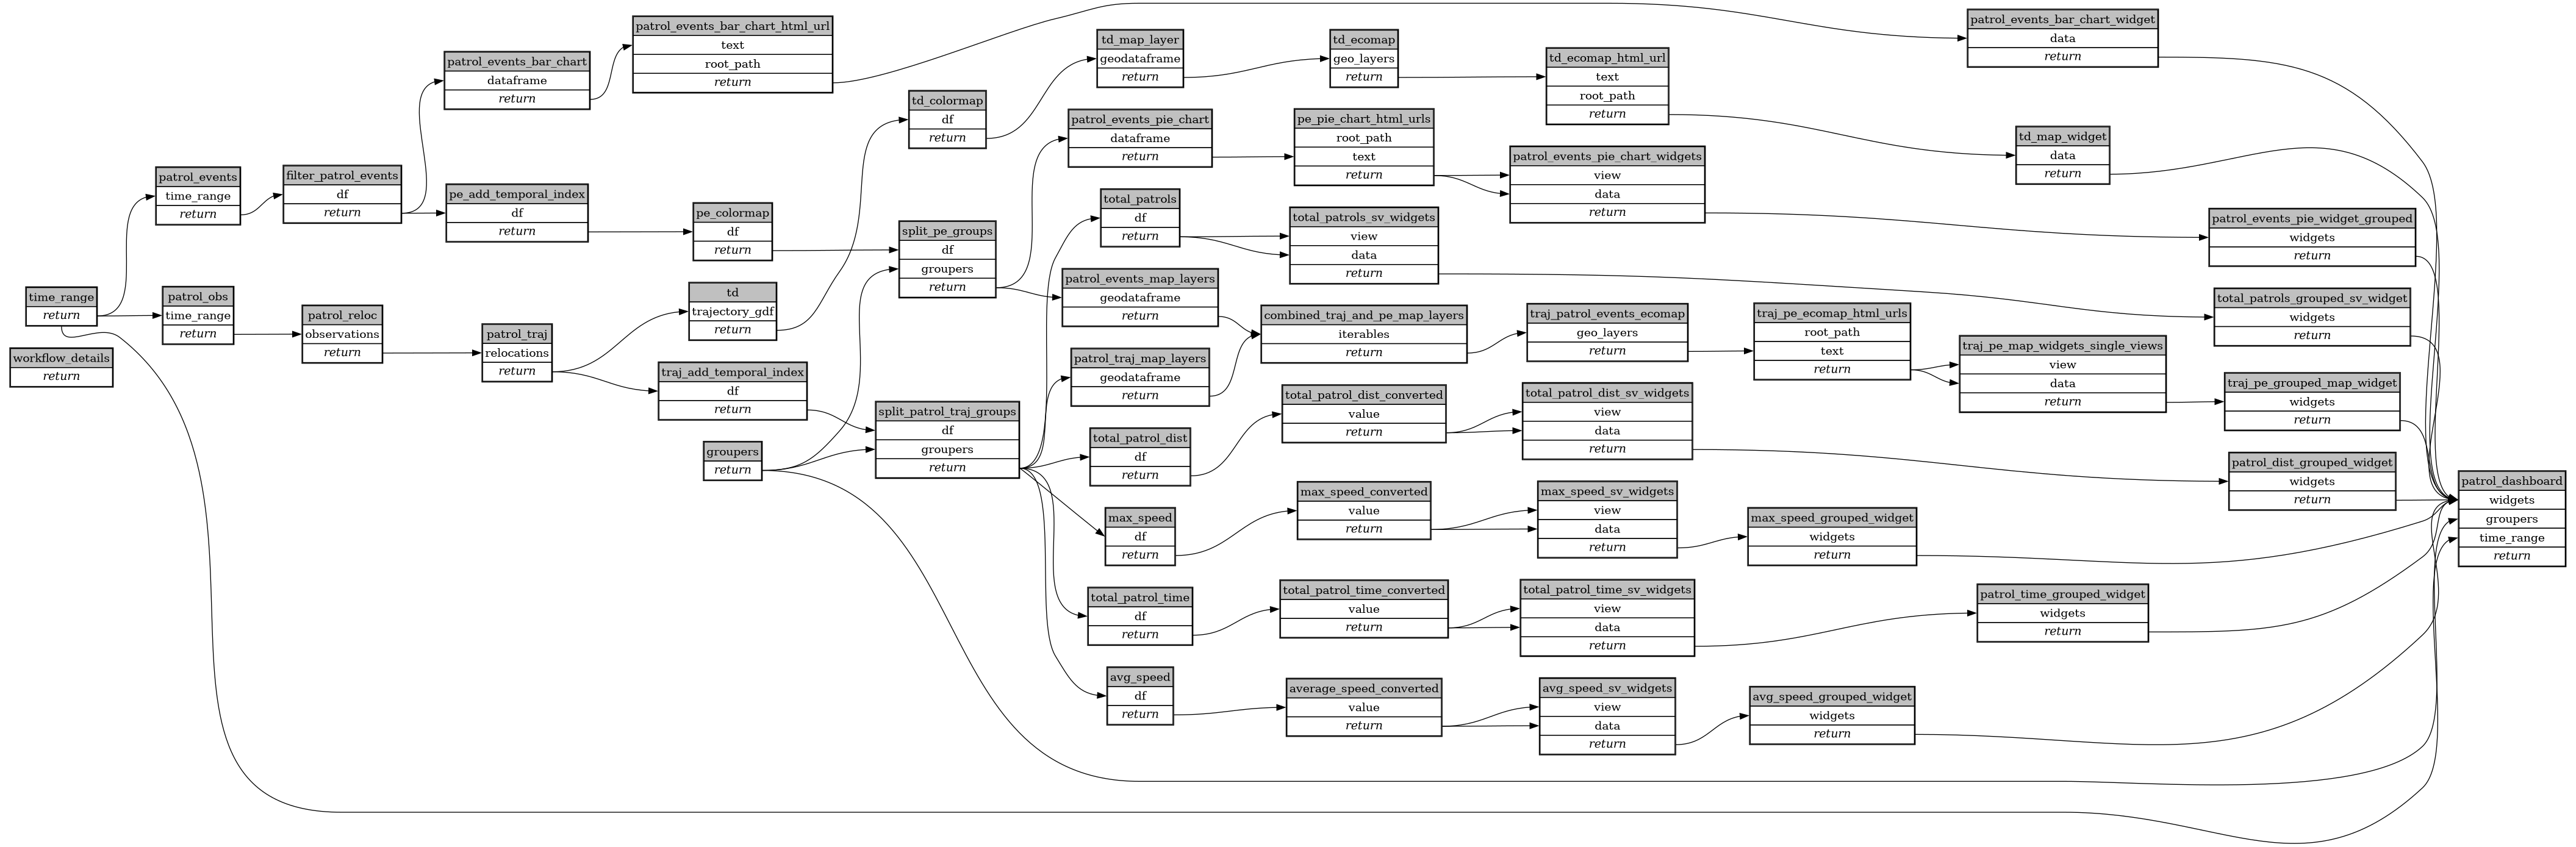 time_range
return
workflow_details
return
patrol_events
time_range
return
patrol_obs
time_range
return
filter_patrol_events
df
return
patrol_reloc
observations
return
patrol_events_bar_chart
dataframe
return
pe_add_temporal_index
df
return
patrol_traj
relocations
return
patrol_events_bar_chart_html_url
text
root_path
return
pe_colormap
df
return
td
trajectory_gdf
return
traj_add_temporal_index
df
return
groupers
return
td_colormap
df
return
split_pe_groups
df
groupers
return
split_patrol_traj_groups
df
groupers
return
td_map_layer
geodataframe
return
patrol_events_pie_chart
dataframe
return
total_patrols
df
return
patrol_events_map_layers
geodataframe
return
patrol_traj_map_layers
geodataframe
return
total_patrol_dist
df
return
max_speed
df
return
total_patrol_time
df
return
avg_speed
df
return
td_ecomap
geo_layers
return
pe_pie_chart_html_urls
root_path
text
return
total_patrols_sv_widgets
view
data
return
combined_traj_and_pe_map_layers
iterables
return
total_patrol_dist_converted
value
return
max_speed_converted
value
return
total_patrol_time_converted
value
return
average_speed_converted
value
return
td_ecomap_html_url
text
root_path
return
patrol_events_pie_chart_widgets
view
data
return
traj_patrol_events_ecomap
geo_layers
return
total_patrol_dist_sv_widgets
view
data
return
max_speed_sv_widgets
view
data
return
total_patrol_time_sv_widgets
view
data
return
avg_speed_sv_widgets
view
data
return
traj_pe_ecomap_html_urls
root_path
text
return
max_speed_grouped_widget
widgets
return
avg_speed_grouped_widget
widgets
return
patrol_events_bar_chart_widget
data
return
td_map_widget
data
return
traj_pe_map_widgets_single_views
view
data
return
patrol_time_grouped_widget
widgets
return
patrol_events_pie_widget_grouped
widgets
return
total_patrols_grouped_sv_widget
widgets
return
traj_pe_grouped_map_widget
widgets
return
patrol_dist_grouped_widget
widgets
return
patrol_dashboard
widgets
groupers
time_range
return